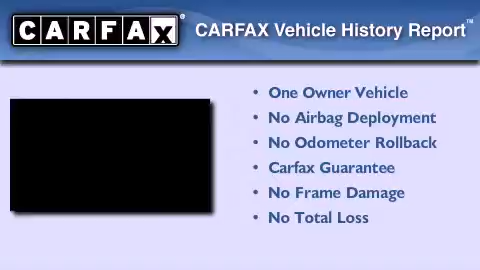 CARFAX® CARFAX Vehicle History Report™
• One Owner Vehicle
• No Airbag Deployment
• No Odometer Rollback
• Carfax Guarantee
• No Frame Damage
• No Total Loss